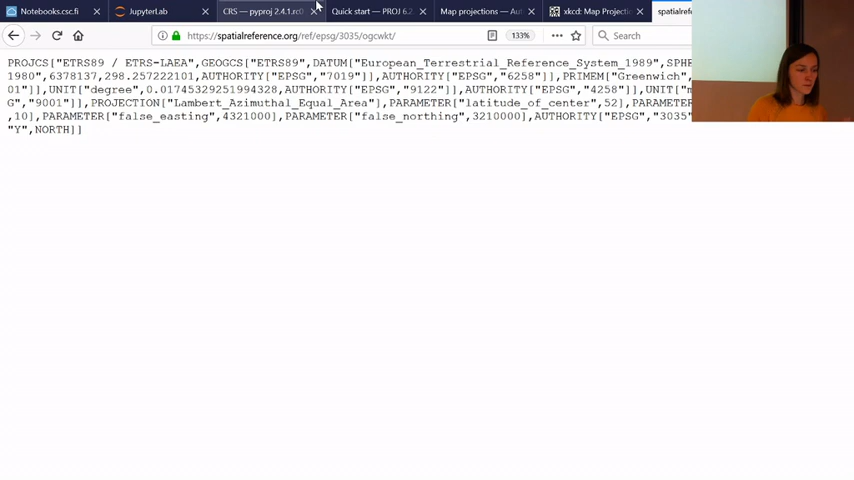 Notebooks.csc.fi
JupyterLab
CRS — pyproj 2.4.1.rc0
Quick start — PROJ 6.2.
Map projections — Aut
xkcd: Map Projectio
spatialrefe
https://spatialreference.org/ref/epsg/3035/ogcwkt/
133%
Search
PROJCS["ETRS89 / ETRS-LAEA",GEOGCS["ETRS89",DATUM["European_Terrestrial_Reference_System_1989",SPHE
1980",6378137,298.257222101,AUTHORITY["EPSG","7019"]],AUTHORITY["EPSG","6258"]],PRIMEM["Greenwich",
01"]],UNIT["degree",0.01745329251994328,AUTHORITY["EPSG","9122"]],AUTHORITY["EPSG","4258"]],UNIT["m
G","9001"]],PROJECTION["Lambert_Azimuthal_Equal_Area"],PARAMETER["latitude_of_center",52],PARAMETER
,10],PARAMETER["false_easting",4321000],PARAMETER["false_northing",3210000],AUTHORITY["EPSG","3035"
"Y",NORTH]]